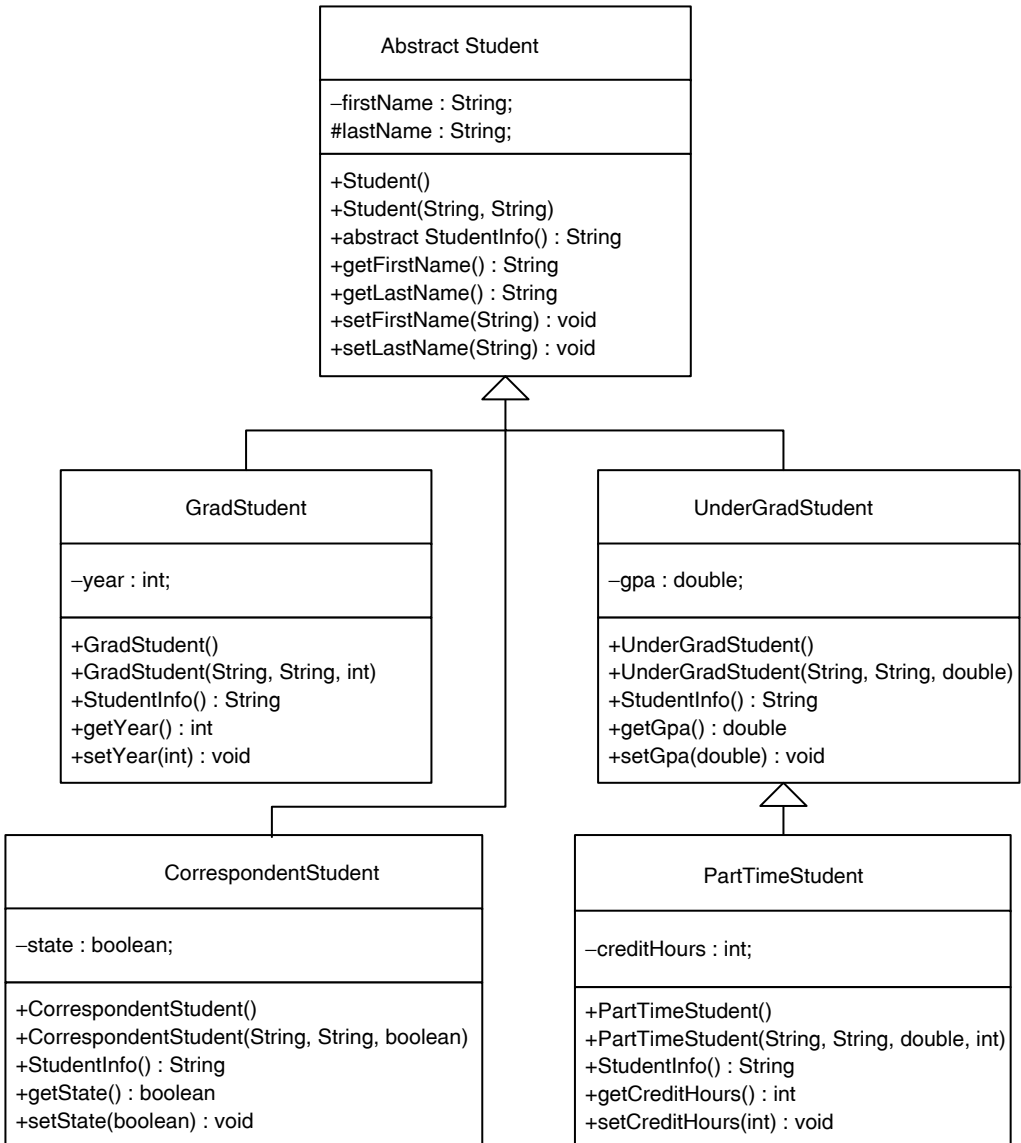 Abstract Student
–firstName : String;
#lastName : String;
+Student()
+Student(String, String)
+abstract StudentInfo() : String
+getFirstName() : String
+getLastName() : String
+setFirstName(String) : void
+setLastName(String) : void
GradStudent
–year : int;
+GradStudent()
+GradStudent(String, String, int)
+StudentInfo() : String
+getYear() : int
+setYear(int) : void
UnderGradStudent
–gpa : double;
+UnderGradStudent()
+UnderGradStudent(String, String, double)
+StudentInfo() : String
+getGpa() : double
+setGpa(double) : void
CorrespondentStudent
–state : boolean;
+CorrespondentStudent()
+CorrespondentStudent(String, String, boolean)
+StudentInfo() : String
+getState() : boolean
+setState(boolean) : void
PartTimeStudent
–creditHours : int;
+PartTimeStudent()
+PartTimeStudent(String, String, double, int)
+StudentInfo() : String
+getCreditHours() : int
+setCreditHours(int) : void